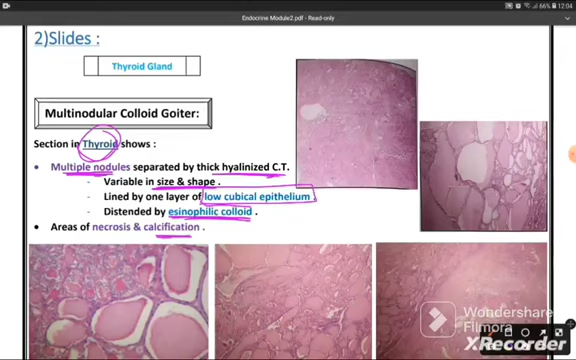 12:04
66%
Endocrine Module2.pdf - Read-only
2)Slides :
Thyroid Gland
Multinodular Colloid Goiter:
Section in Thyroid shows :
• Multiple nodules separated by thick hyalinized C.T.
- Variable in size & shape .
- Lined by one layer of low cubical epithelium
- Distended by esinophilic colloid .
• Areas of necrosis & calcification .
Wondershare
Filmora
XRecorder